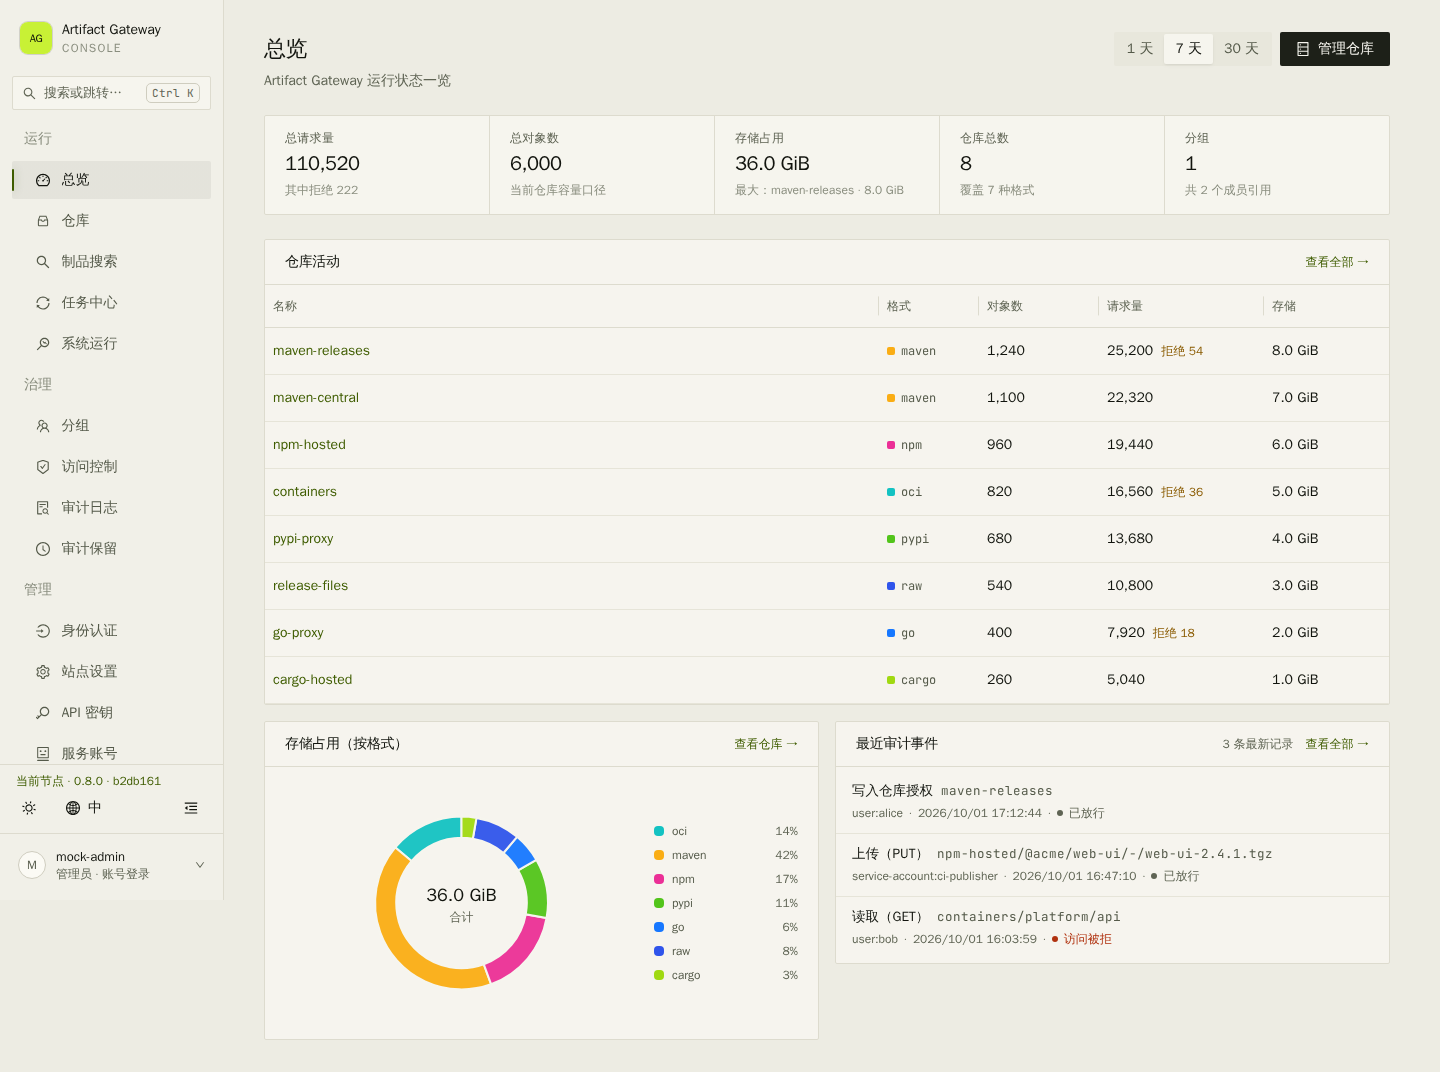 AG
Artifact Gateway
CONSOLE
搜索或跳转…
Ctrl K
运行
总览
仓库
制品搜索
任务中心
系统运行
治理
分组
访问控制
审计日志
审计保留
管理
身份认证
站点设置
API 密钥
服务账号
当前节点 · 0.8.0 · b2db161
中
M
mock-admin
管理员 · 账号登录
总览
Artifact Gateway 运行状态一览
1 天
7 天
30 天
管理仓库
总请求量
110,520
其中拒绝 222
总对象数
6,000
当前仓库容量口径
存储占用
36.0 GiB
最大：maven-releases · 8.0 GiB
仓库总数
8
覆盖 7 种格式
分组
1
共 2 个成员引用
仓库活动
查看全部 →
名称 格式 对象数 请求量 存储
maven-releases maven 1,240 25,200 拒绝 54 8.0 GiB
maven-central maven 1,100 22,320 7.0 GiB
npm-hosted npm 960 19,440 6.0 GiB
containers oci 820 16,560 拒绝 36 5.0 GiB
pypi-proxy pypi 680 13,680 4.0 GiB
release-files raw 540 10,800 3.0 GiB
go-proxy go 400 7,920 拒绝 18 2.0 GiB
cargo-hosted cargo 260 5,040 1.0 GiB
存储占用（按格式）
查看仓库 →
36.0 GiB
合计
oci 14%
maven 42%
npm 17%
pypi 11%
go 6%
raw 8%
cargo 3%
最近审计事件
3 条最新记录
查看全部 →
写入仓库授权 maven-releases
user:alice · 2026/10/01 17:12:44 · 已放行
上传（PUT） npm-hosted/@acme/web-ui/-/web-ui-2.4.1.tgz
service-account:ci-publisher · 2026/10/01 16:47:10 · 已放行
读取（GET） containers/platform/api
user:bob · 2026/10/01 16:03:59 · 访问被拒